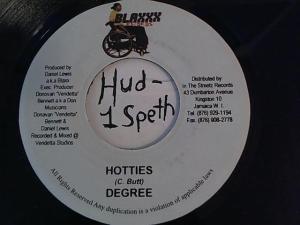 BLAXXX
Produced by
Daniel Lewis
a.k.a Blaxx
Exec. Producer
Donovan "Vendetta"
Bennett a.k.a Don
Musicians
Donovan "Vendetta"
Bennett &
Daniel Lewis
Recorded & Mixed @
Vendetta Studios
Hud-
1 Speth
Distributed by
In The Streetz Records
43 Dumbarton Avenue
Kingston 10
Jamaica W. I.
Tel: (876) 929-1194
Fax: (876) 908-2778
HOTTIES
(C. Butt)
DEGREE
All Rights Reserved Any duplication is a violation of applicable laws